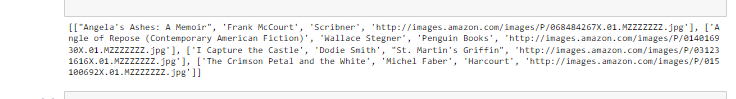 [["Angela's Ashes: A Memoir", 'Frank McCourt', 'Scribner', 'http://images.amazon.com/images/P/068484267X.01.MZZZZZZZ.jpg'], ['A
ngle of Repose (Contemporary American Fiction)', 'Wallace Stegner', 'Penguin Books', 'http://images.amazon.com/images/P/0140169
30X.01.MZZZZZZZ.jpg'], ['I Capture the Castle', 'Dodie Smith', "St. Martin's Griffin", 'http://images.amazon.com/images/P/03123
1616X.01.MZZZZZZZ.jpg'], ['The Crimson Petal and the White', 'Michel Faber', 'Harcourt', 'http://images.amazon.com/images/P/015
100692X.01.MZZZZZZZ.jpg']]